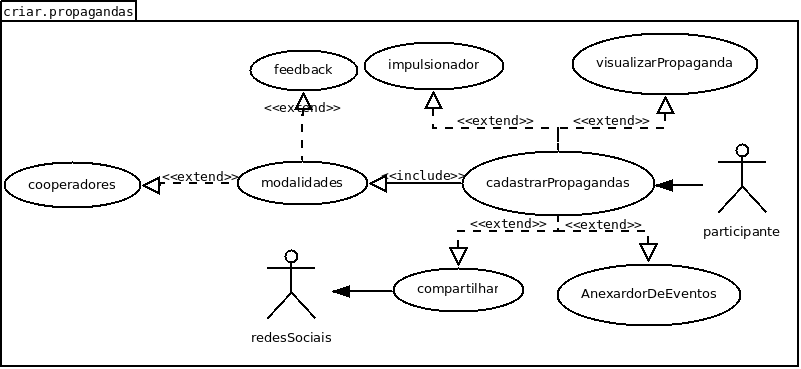 criar.propagandas
feedback
impulsionador
visualizarPropaganda
<<extend>>
<<extend>>
<<extend>>
cooperadores
<<extend>>
modalidades
<<include>>
cadastrarPropagandas
participante
<<extend>>
<<extend>>
compartilhar
AnexardorDeEventos
redesSociais